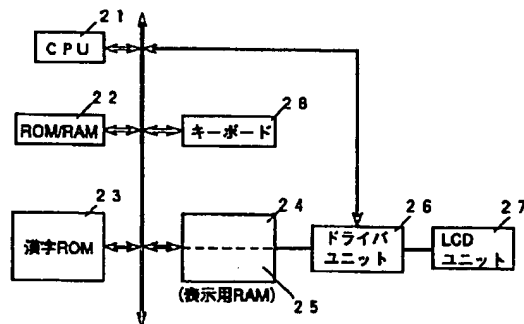 21
CPU
22
ROM/RAM
28
キーボード
23
漢字ROM
24
25
(表示用RAM)
26
ドライバ
ユニット
27
LCD
ユニット